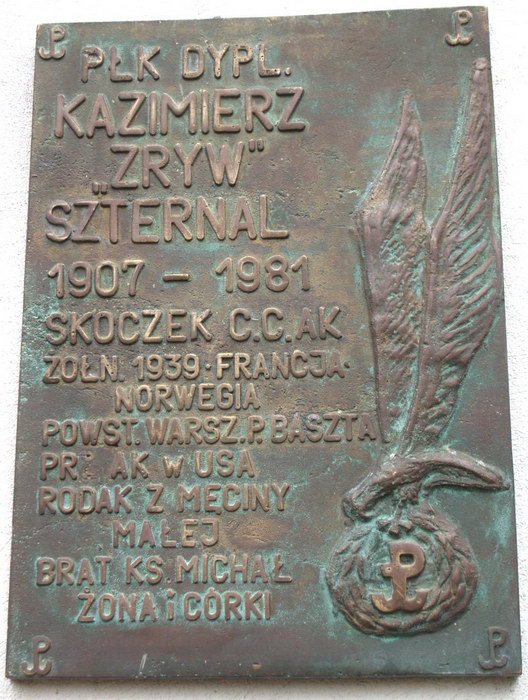 PŁK DYPL.
KAZIMIERZ
„ZRYW”
SZTERNAL
1907 – 1981
SKOCZEK C.C. AK
ŻOŁN. 1939·FRANCJA·
NORWEGIA
POWST. WARSZ. P. BASZTA
AK W USA
RODAK Z MĘCINY
MAŁEJ
BRAT KS. MICHAŁ
ŻONA i CÓRKI